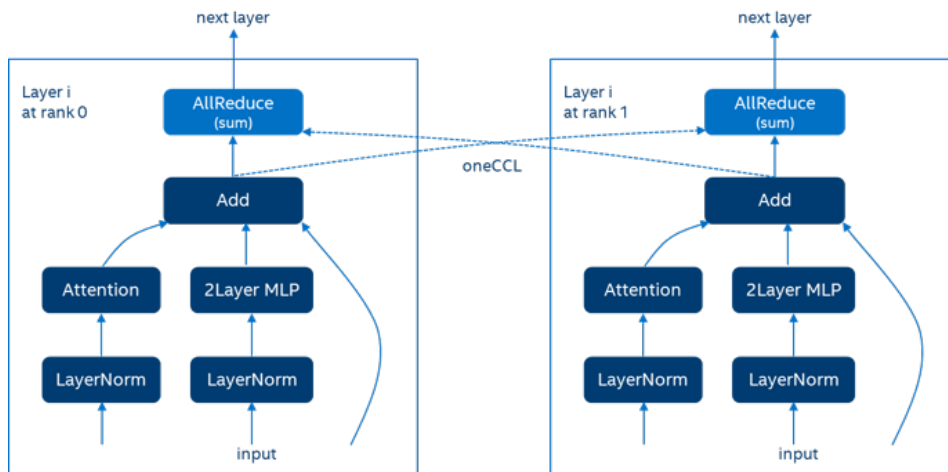 next layer
next layer
Layer i
at rank 0
AllReduce
(sum)
Layer i
at rank 1
AllReduce
(sum)
oneCCL
Add
Add
Attention
2Layer MLP
Attention
2Layer MLP
LayerNorm
LayerNorm
LayerNorm
LayerNorm
input
input